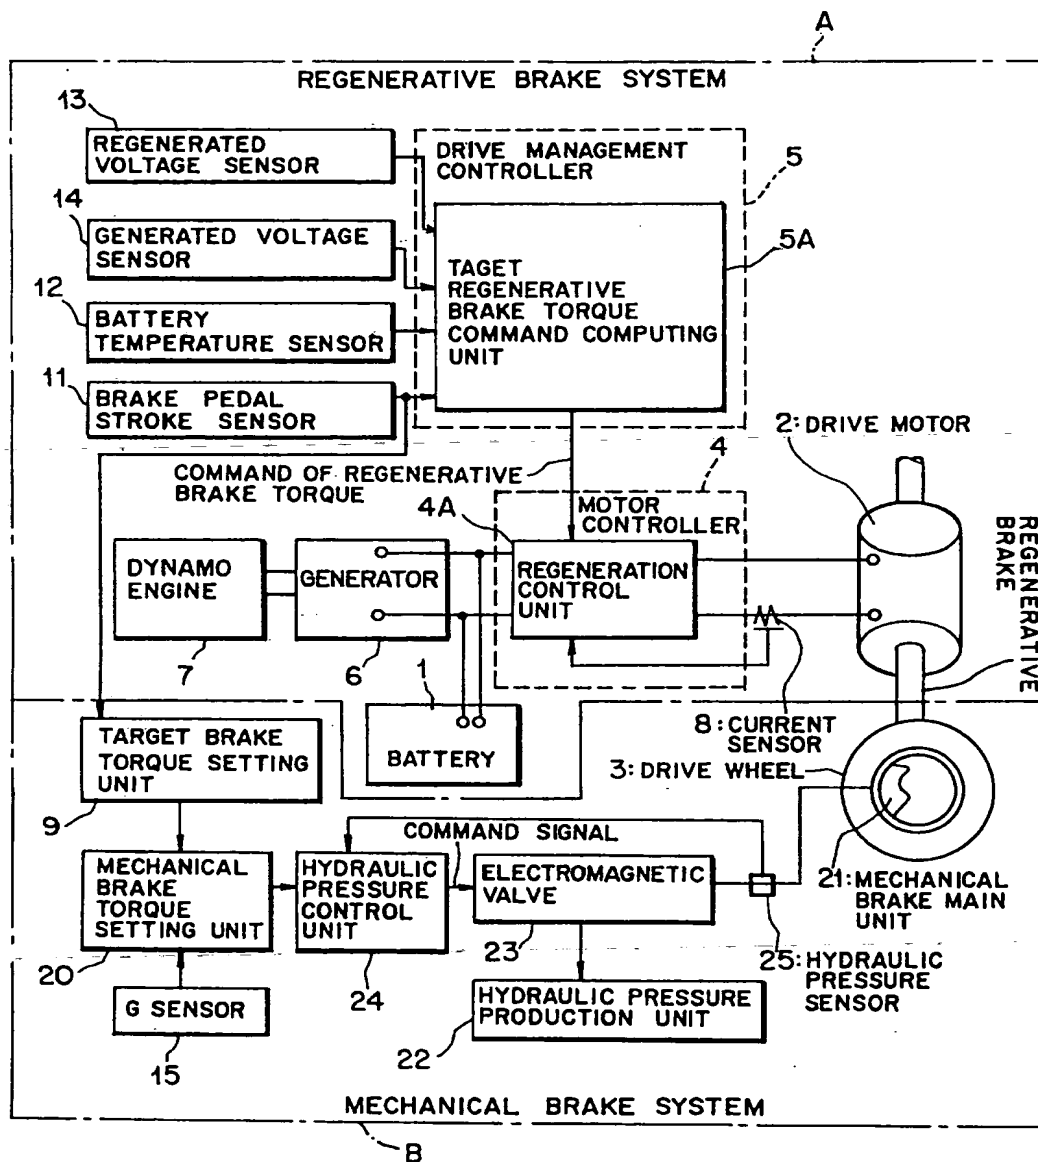 A
REGENERATIVE BRAKE SYSTEM
13
REGENERATED
VOLTAGE SENSOR
DRIVE MANAGEMENT
CONTROLLER
5
14
GENERATED VOLTAGE
SENSOR
5A
TAGET
REGENERATIVE
BRAKE TORQUE
COMMAND COMPUTING
UNIT
12
BATTERY
TEMPERATURE SENSOR
11
BRAKE PEDAL
STROKE SENSOR
2: DRIVE MOTOR
COMMAND OF REGENERATIVE
BRAKE TORQUE
4
4A
MOTOR
CONTROLLER
REGENERATIVE
BRAKE
DYNAMO
ENGINE
GENERATOR
REGENERATION
CONTROL
UNIT
7
6
1
BATTERY
8: CURRENT
SENSOR
TARGET BRAKE
TORQUE SETTING
UNIT
3: DRIVE WHEEL
9
COMMAND SIGNAL
MECHANICAL
BRAKE
TORQUE
SETTING UNIT
HYDRAULIC
PRESSURE
CONTROL
UNIT
ELECTROMAGNETIC
VALVE
21: MECHANICAL
BRAKE MAIN
UNIT
20
24
23
25: HYDRAULIC
PRESSURE
SENSOR
G SENSOR
HYDRAULIC PRESSURE
PRODUCTION UNIT
15
22
MECHANICAL BRAKE SYSTEM
B